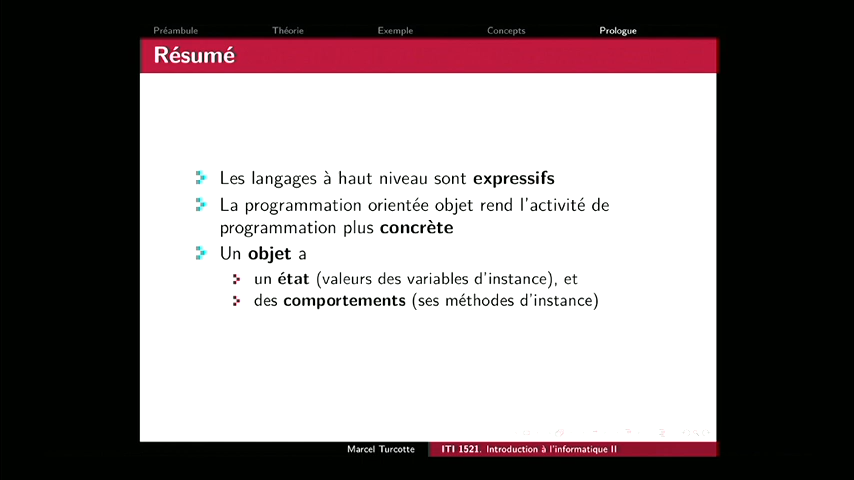 Préambule Théorie Exemple Concepts Prologue
Résumé
Les langages à haut niveau sont expressifs
La programmation orientée objet rend l'activité de
programmation plus concrète
Un objet a
un état (valeurs des variables d'instance), et
des comportements (ses méthodes d'instance)
Marcel Turcotte ITI 1521. Introduction à l'informatique II